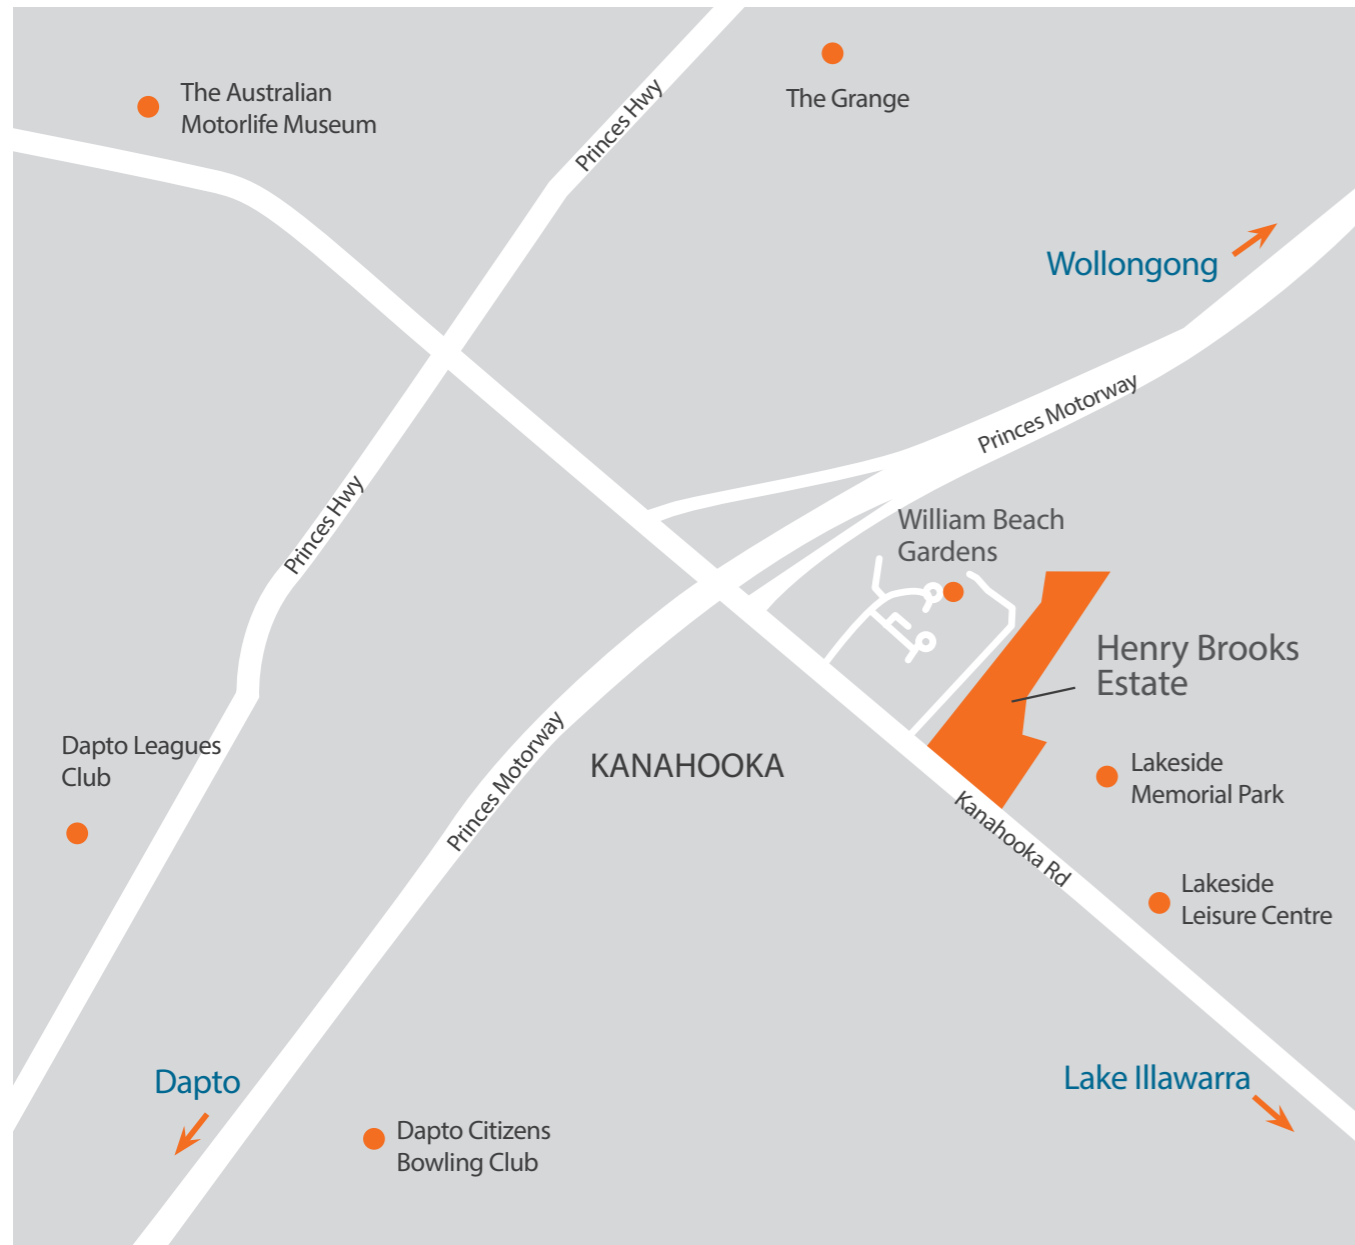 The Australian
Motorlife Museum
Princes Hwy
The Grange
Wollongong
Princes Motorway
Princes Hwy
William Beach
Gardens
Henry Brooks
Estate
Dapto Leagues
Club
Princes Motorway
KANAHOOKA
Lakeside
Memorial Park
Kanahooka Rd
Lakeside
Leisure Centre
Dapto
Lake Illawarra
Dapto Citizens
Bowling Club